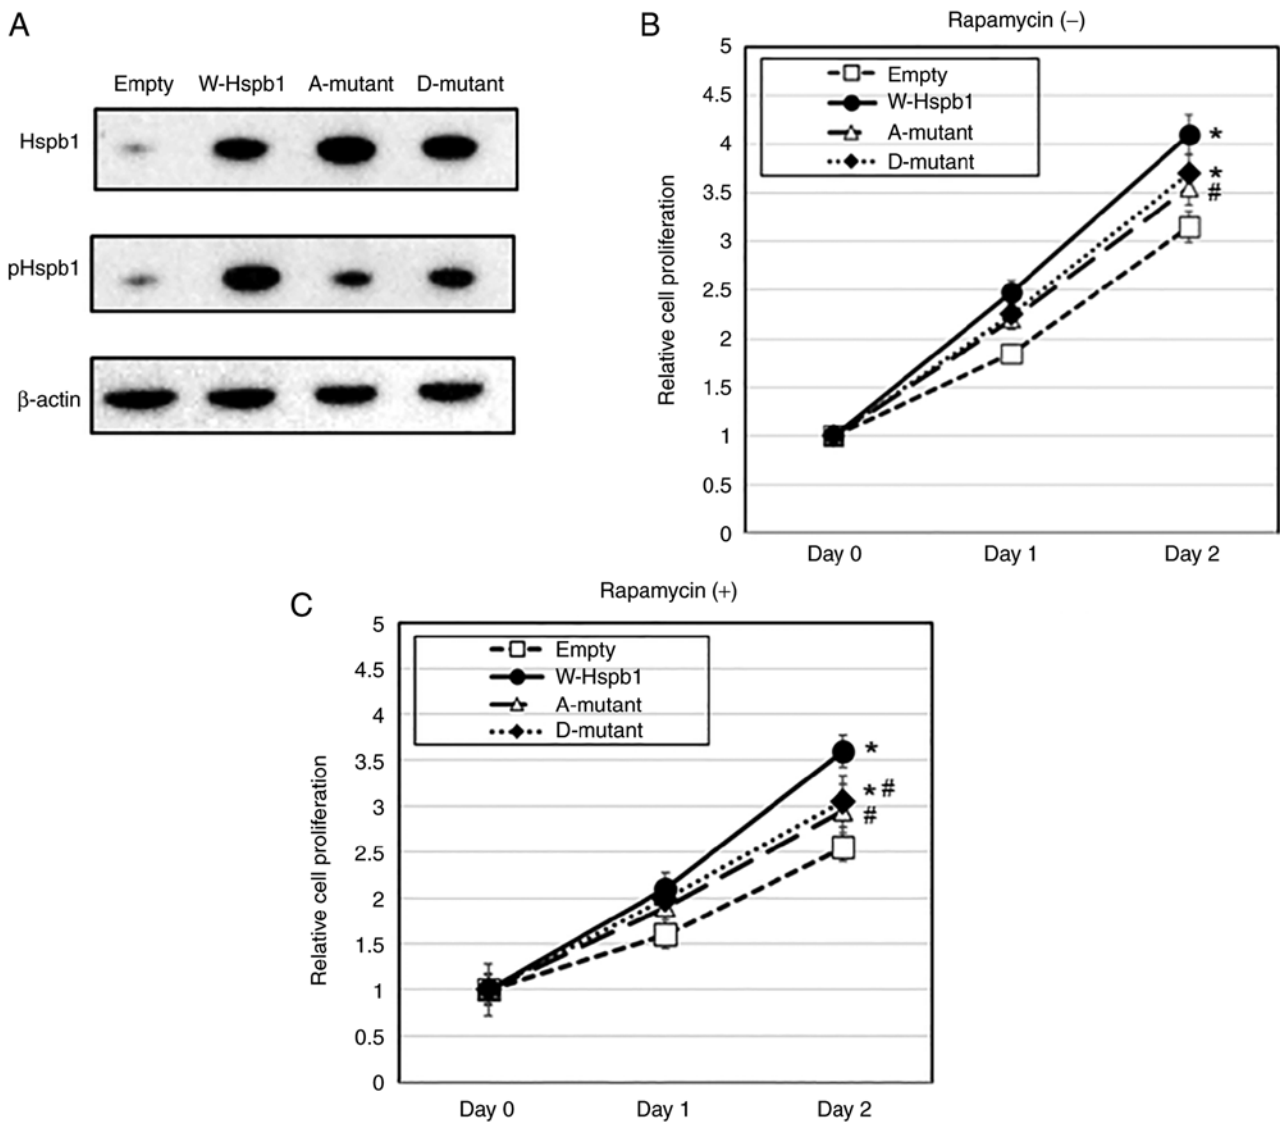 A
Empty W-Hspb1 A-mutant D-mutant
Hspb1
pHspb1
β-actin
B
Rapamycin (−)
Empty
W-Hspb1
A-mutant
D-mutant
Relative cell proliferation
5
4.5
4
3.5
3
2.5
2
1.5
1
0.5
0
*
*
#
Day 0 Day 1 Day 2
C
Rapamycin (+)
Empty
W-Hspb1
A-mutant
D-mutant
Relative cell proliferation
5
4.5
4
3.5
3
2.5
2
1.5
1
0.5
0
*
* #
#
Day 0 Day 1 Day 2